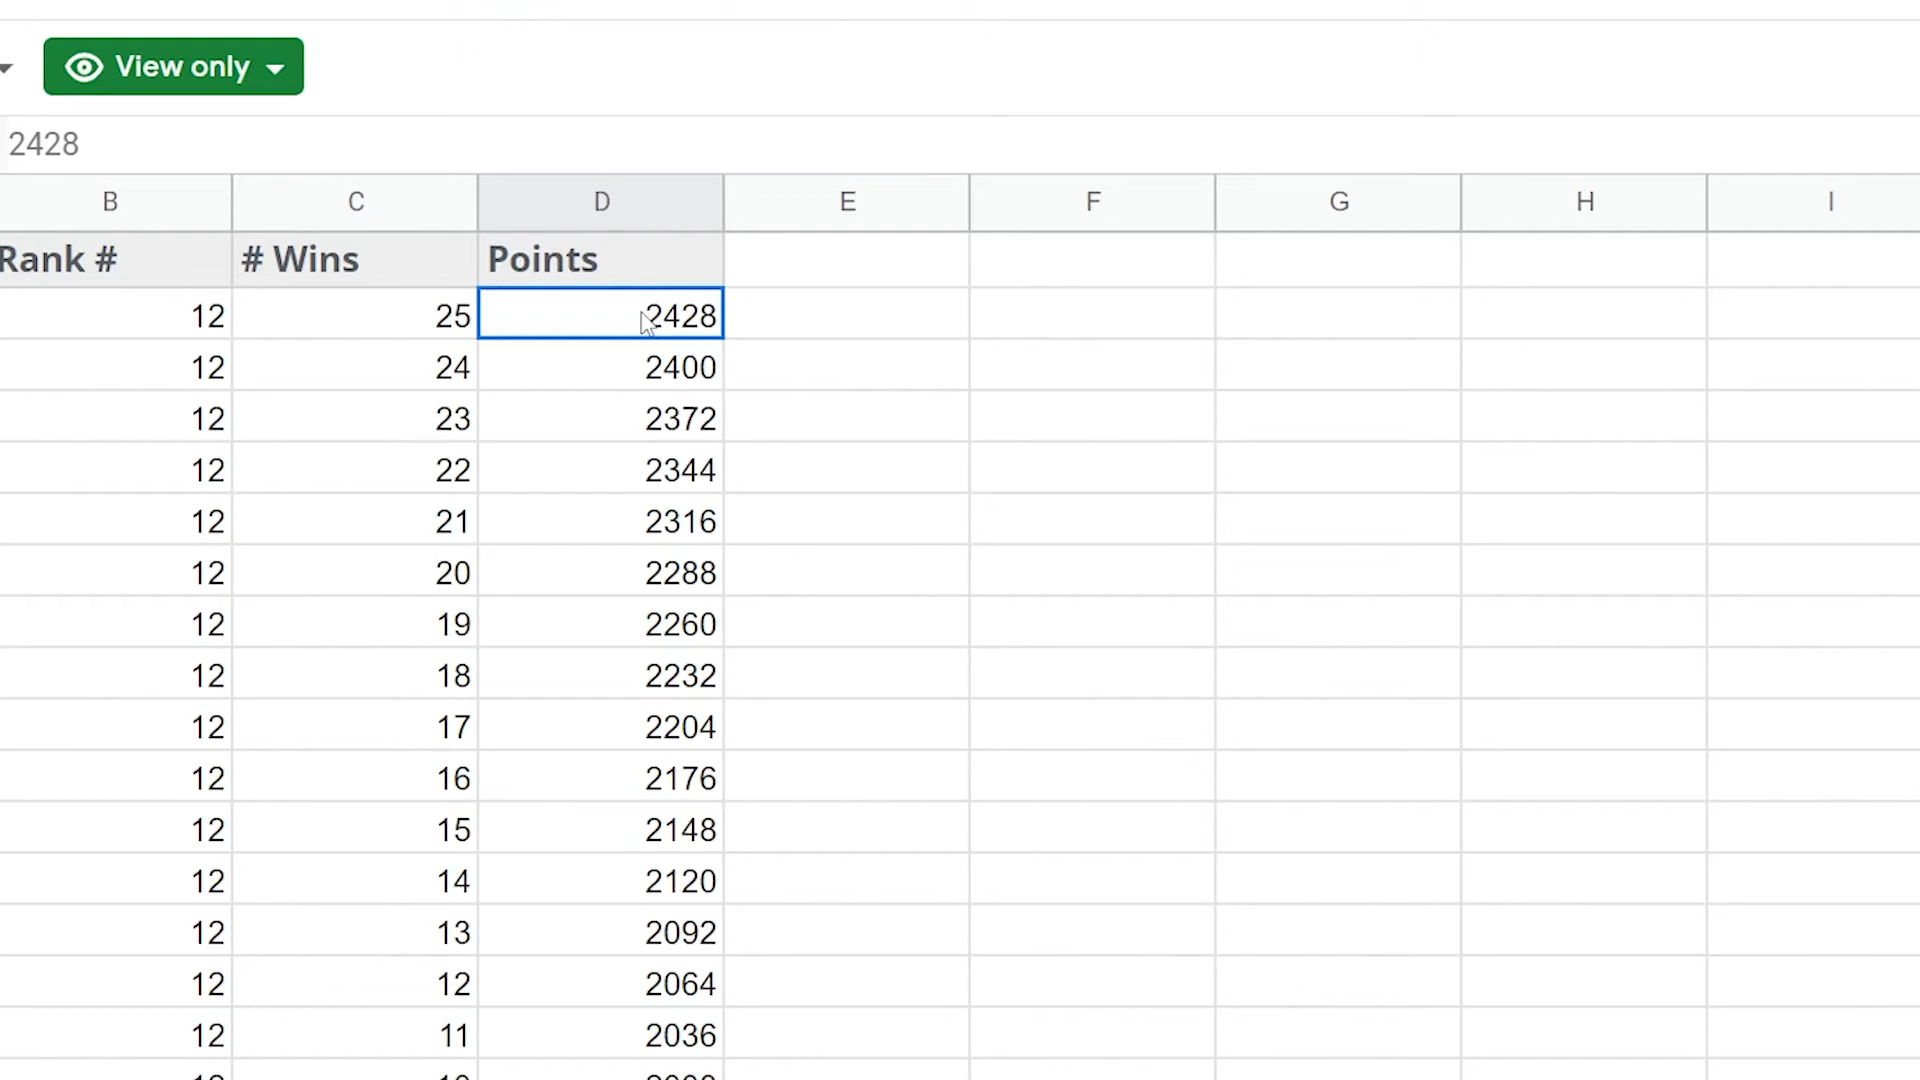 View only
2428
B C D E F G H I
Rank # # Wins Points
12 25 2428
12 24 2400
12 23 2372
12 22 2344
12 21 2316
12 20 2288
12 19 2260
12 18 2232
12 17 2204
12 16 2176
12 15 2148
12 14 2120
12 13 2092
12 12 2064
12 11 2036